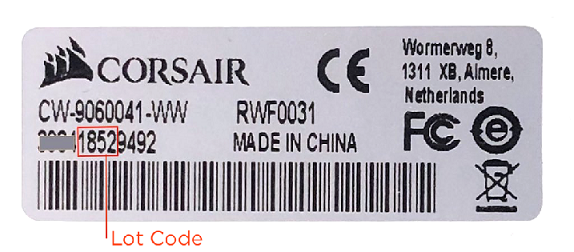 CORSAIR
CE
Wormerweg 8,
1311 XB, Almere,
Netherlands
CW-9060041-WW RWF0031
18529492 MADE IN CHINA
FC e
Lot Code